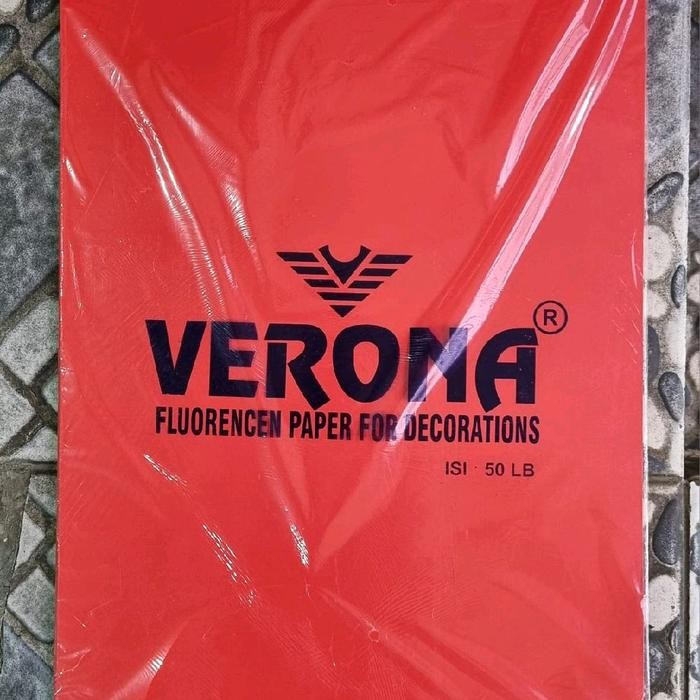 VERONA ®
FLUORENCEN PAPER FOR DECORATIONS
ISI · 50 LB